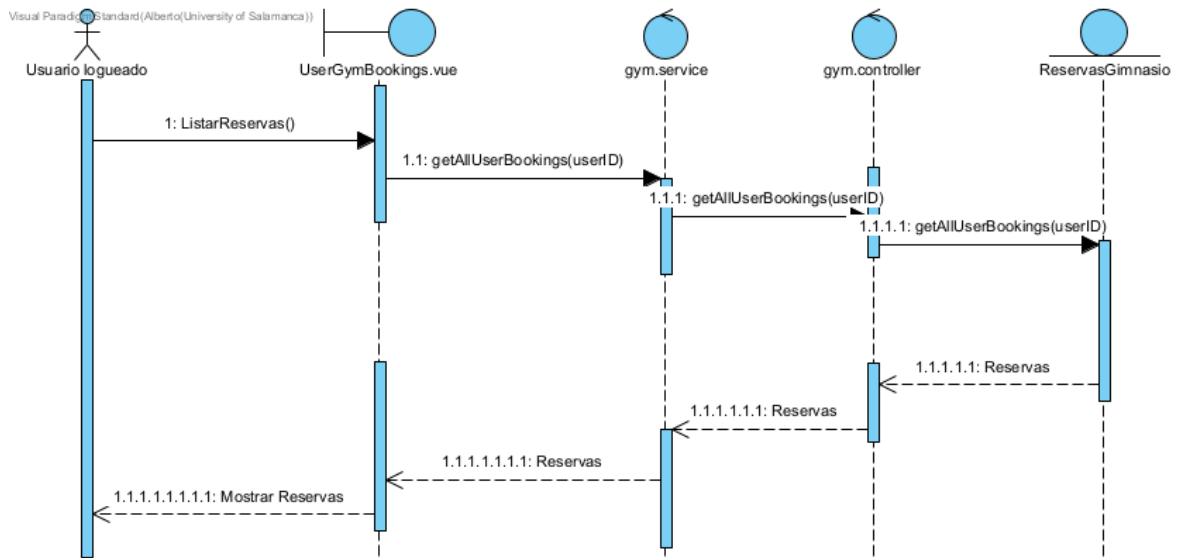 Visual Paradigm Standard(Alberto(University of Salamanca))
Usuario logueado
UserGymBookings.vue
gym.service
gym.controller
ReservasGimnasio
1: ListarReservas()
1.1: getAllUserBookings(userID)
1.1.1: getAllUserBookings(userID)
1.1.1.1: getAllUserBookings(userID)
1.1.1.1.1: Reservas
1.1.1.1.1.1: Reservas
1.1.1.1.1.1.1: Reservas
1.1.1.1.1.1.1.1: Mostrar Reservas